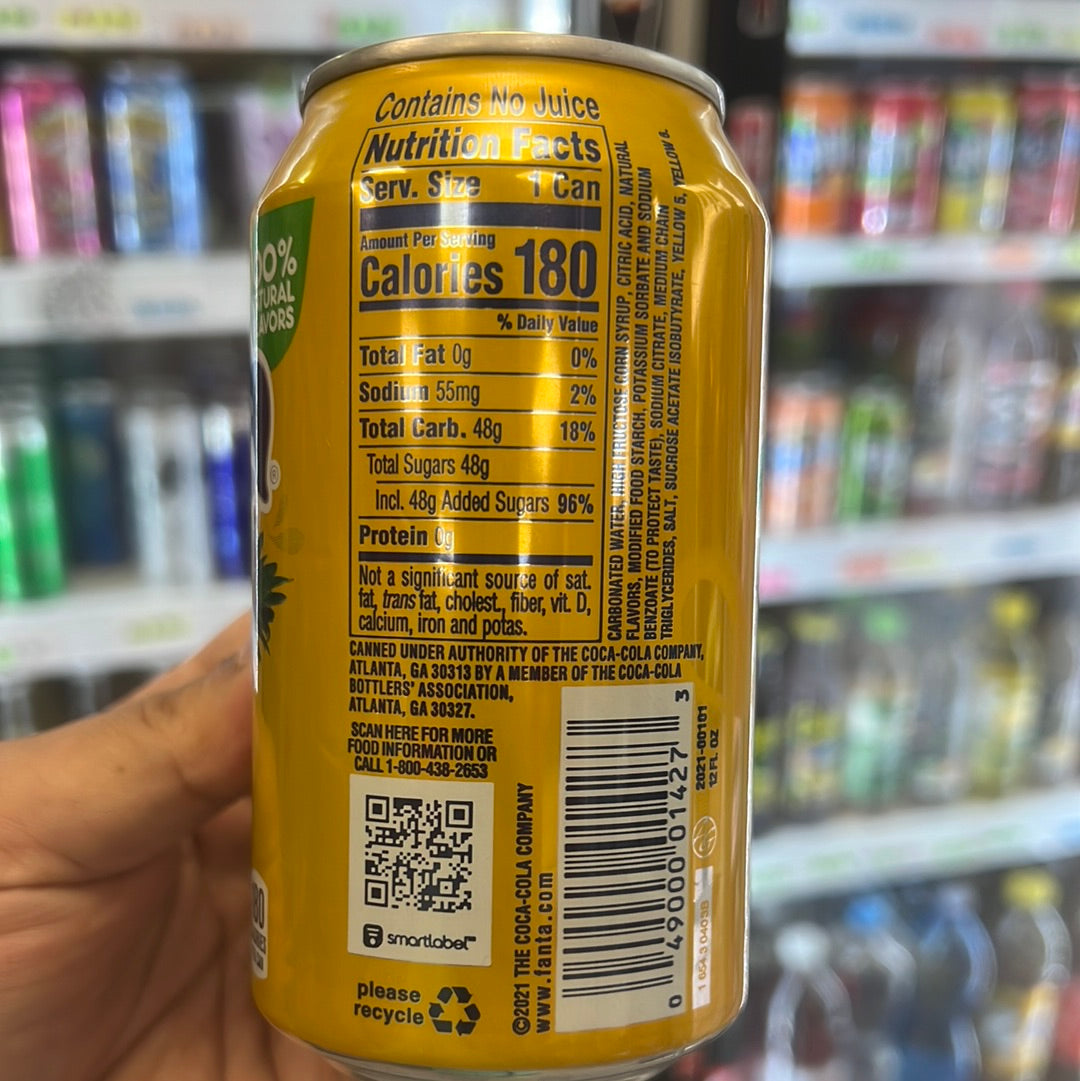 Contains No Juice
Nutrition Facts
Serv. Size 1 Can
Amount Per Serving
Calories 180
% Daily Value
Total Fat 0g 0%
Sodium 55mg 2%
Total Carb. 48g 18%
Total Sugars 48g
Incl. 48g Added Sugars 96%
Protein 0g
Not a significant source of sat.
fat, trans fat, cholest., fiber, vit. D,
calcium, iron and potas.
CARBONATED WATER, HIGH FRUCTOSE CORN SYRUP, CITRIC ACID, NATURAL
FLAVORS, MODIFIED FOOD STARCH, POTASSIUM SORBATE AND SODIUM
BENZOATE (TO PROTECT TASTE), SODIUM CITRATE, MEDIUM CHAIN
TRIGLYCERIDES, SALT, SUCROSE ACETATE ISOBUTYRATE, YELLOW 5, YELLOW 6.
CANNED UNDER AUTHORITY OF THE COCA-COLA COMPANY,
ATLANTA, GA 30313 BY A MEMBER OF THE COCA-COLA
BOTTLERS' ASSOCIATION,
ATLANTA, GA 30327.
SCAN HERE FOR MORE
FOOD INFORMATION OR
CALL 1-800-438-2653
smartlabel™
please
recycle
©2021 THE COCA-COLA COMPANY
www.fanta.com
0 49000 01427 3
2021-00101
12 FL OZ
®